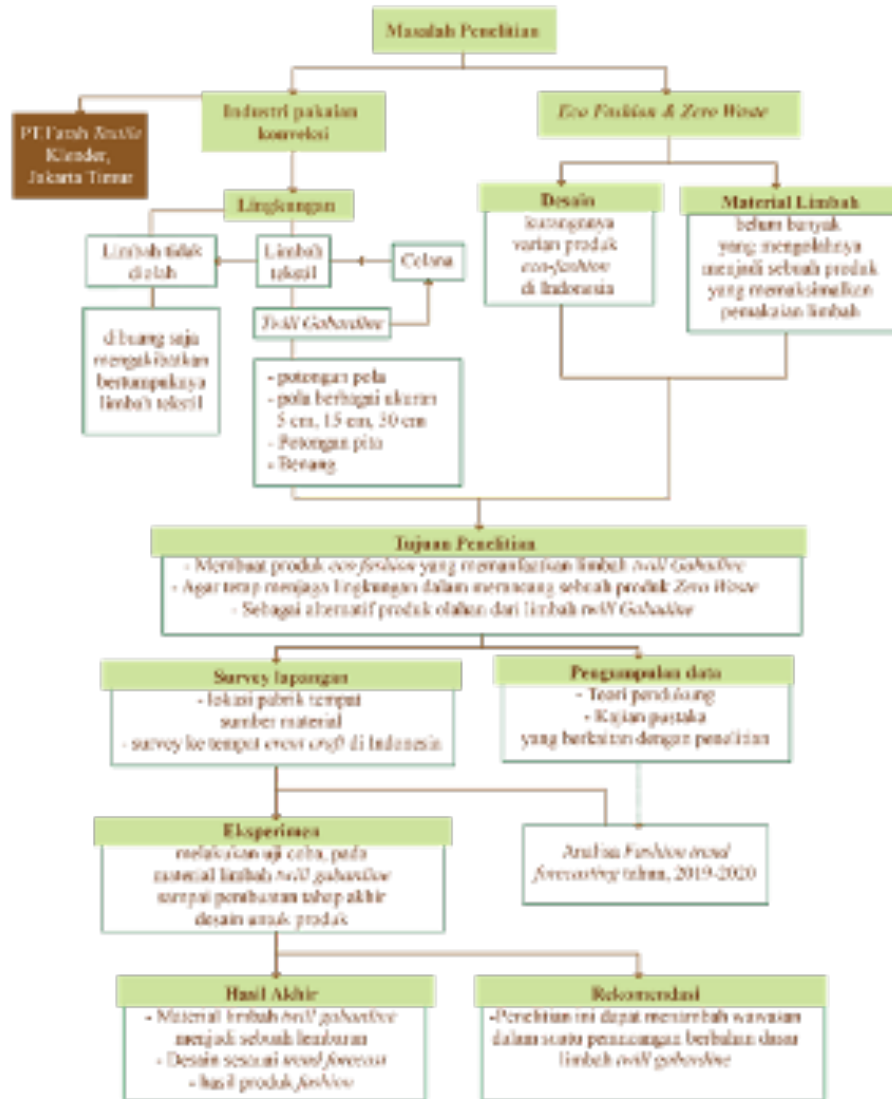 Masalah Penelitian
Industri pakaian
konveksi
Eco Fashion & Zero Waste
PT.Farah Textile
Klender,
Jakarta Timur
Lingkungan
Desain
kurangnya
varian produk
eco-fashion
di Indonesia
Material Limbah
belum banyak
yang mengolahnya
menjadi sebuah produk
yang memaksimalkan
pemakaian limbah
Limbah tidak
diolah
Limbah
tekstil
Celana
Twill Gabardine
dibuang saja
mengakibatkan
bertumpuknya
limbah tekstil
- potongan pola
- pola berbagai ukuran
5 cm, 15 cm, 30 cm
- Potongan pita
- Benang
Tujuan Penelitian
- Membuat produk eco fashion yang memanfaatkan limbah twill Gabadine
- Agar tetap menjaga lingkungan dalam merancang sebuah produk Zero Waste
- Sebagai alternatif produk olahan dari limbah twill Gabadine
Survey lapangan
- lokasi pabrik tempat
sumber material
- survey ke tempat event craft di Indonesia
Pengumpulan data
- Teori pendukung
- Kajian pustaka
yang berkaitan dengan penelitian
Eksperimen
melakukan uji coba, pada
material limbah twill gabardine
sampai pembuatan tahap akhir
desain untuk produk
Analisa Fashion trend
forecasting tahun, 2019-2020
Hasil Akhir
- Material limbah twill gabardine
menjadi sebuah lembaran
- Desain sesuai trend forecast
- hasil produk fashion
Rekomendasi
-Penelitian ini dapat menambah wawasan
dalam suatu perancangan berbahan dasar
limbah twill gabardine